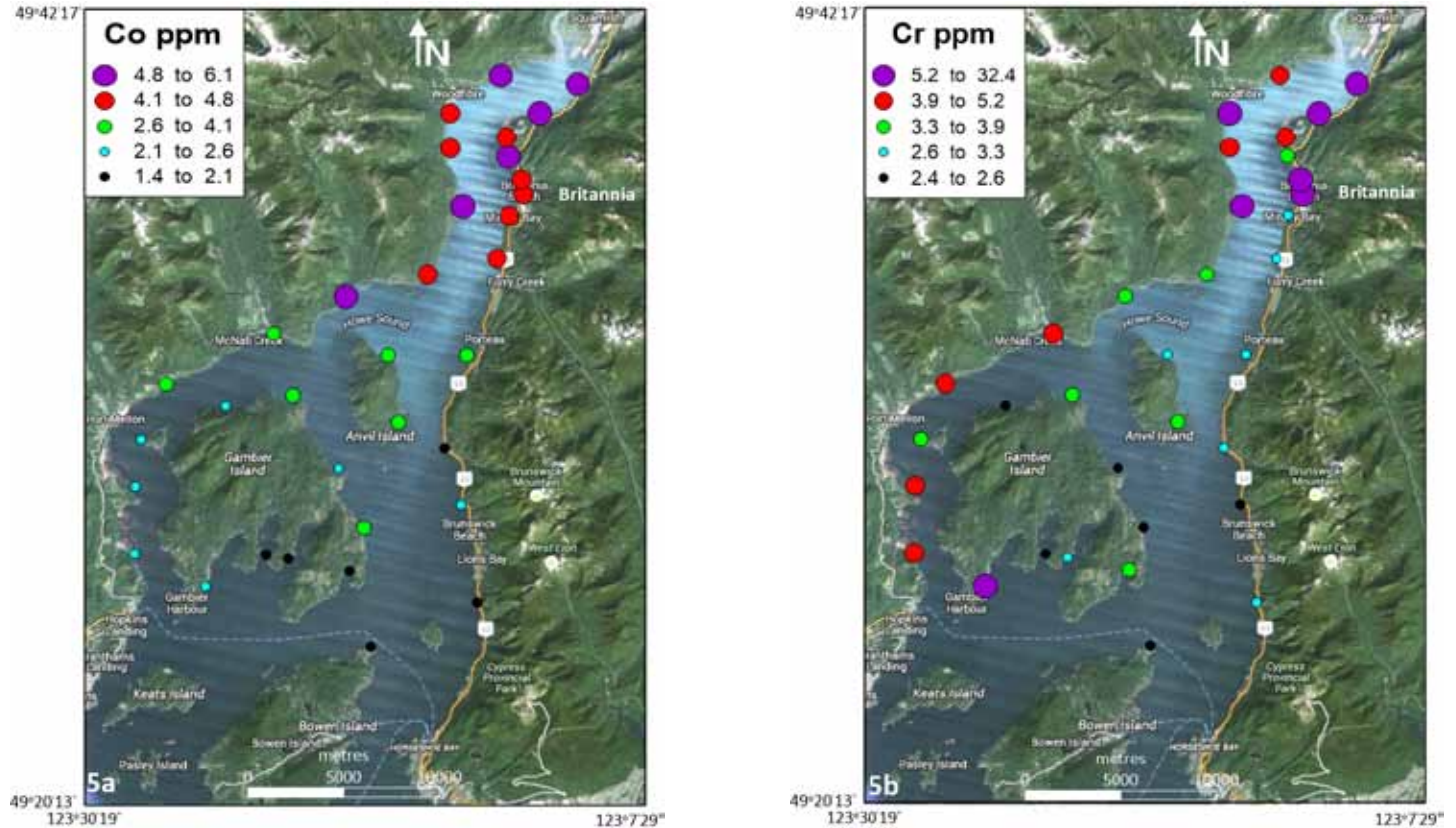 49°42'17
Co ppm
4.8 to 6.1
4.1 to 4.8
2.6 to 4.1
2.1 to 2.6
1.4 to 2.1
N
Squamish
Woodfibre
Britannia
Furry Creek
Howe Sound
McNab Creek
Porteau
Anvil Island
Gambier
Island
Brunswick
Mountain
Brunswick
Beach
West Lion
Lions Bay
Gambier
Harbour
Hopkins
Landing
Keats Island
Cypress
Provincial
Park
Bowen Island
Bowen Island
HORSESHOE BAY
Pasley Island
metres
0 5000 10000
5a
49°20'13
123°30'19"
123°7'29"
49°42'17
Cr ppm
5.2 to 32.4
3.9 to 5.2
3.3 to 3.9
2.6 to 3.3
2.4 to 2.6
N
Squamish
Woodfibre
Britannia
Furry Creek
Howe Sound
Porteau
Anvil Island
Gambier
Island
Brunswick
Mountain
Brunswick
Beach
West Lion
Lions Bay
Harbour
Hopkins
Landing
Keats Island
Cypress
Provincial
Park
Bowen Island
Bowen Island
HORSESHOE BAY
Pasley Island
metres
0 5000 10000
5b
49°20'13
123°30'19"
123°7'29"